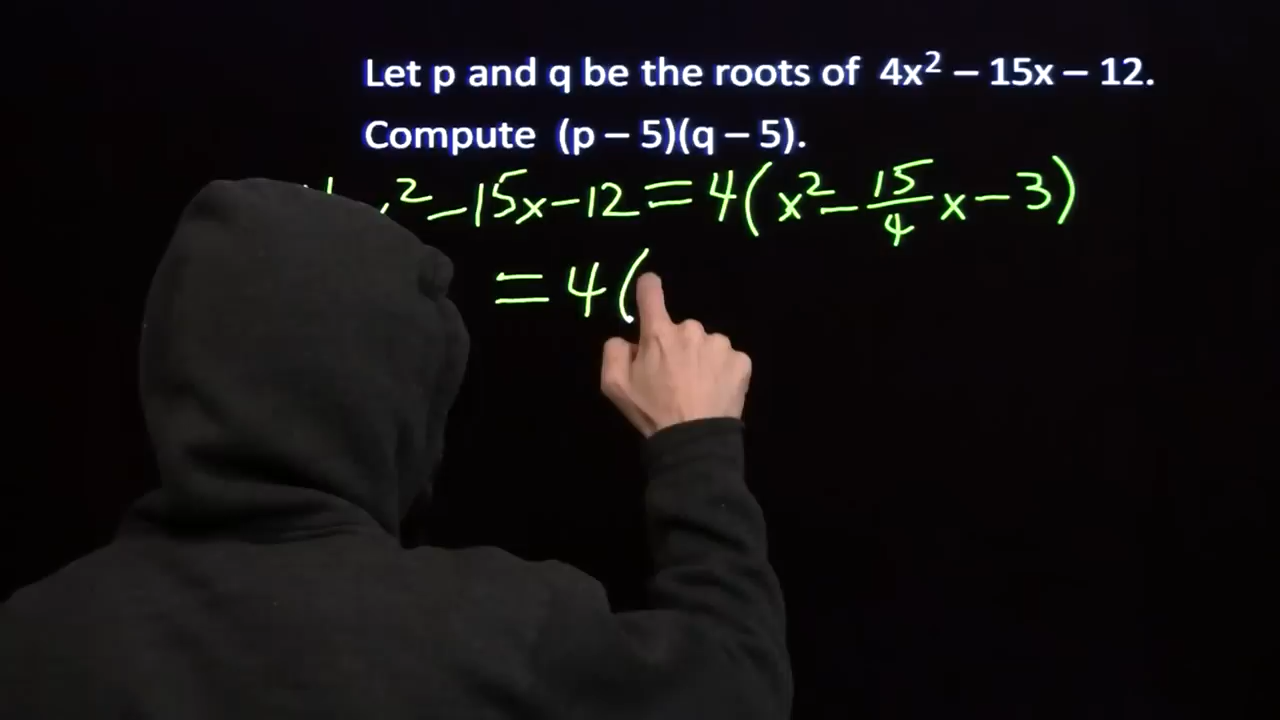 Let p and q be the roots of 4x² – 15x – 12.
Compute (p – 5)(q – 5).
x² – 15x – 12 = 4(x² – 15/4 x – 3)
= 4(